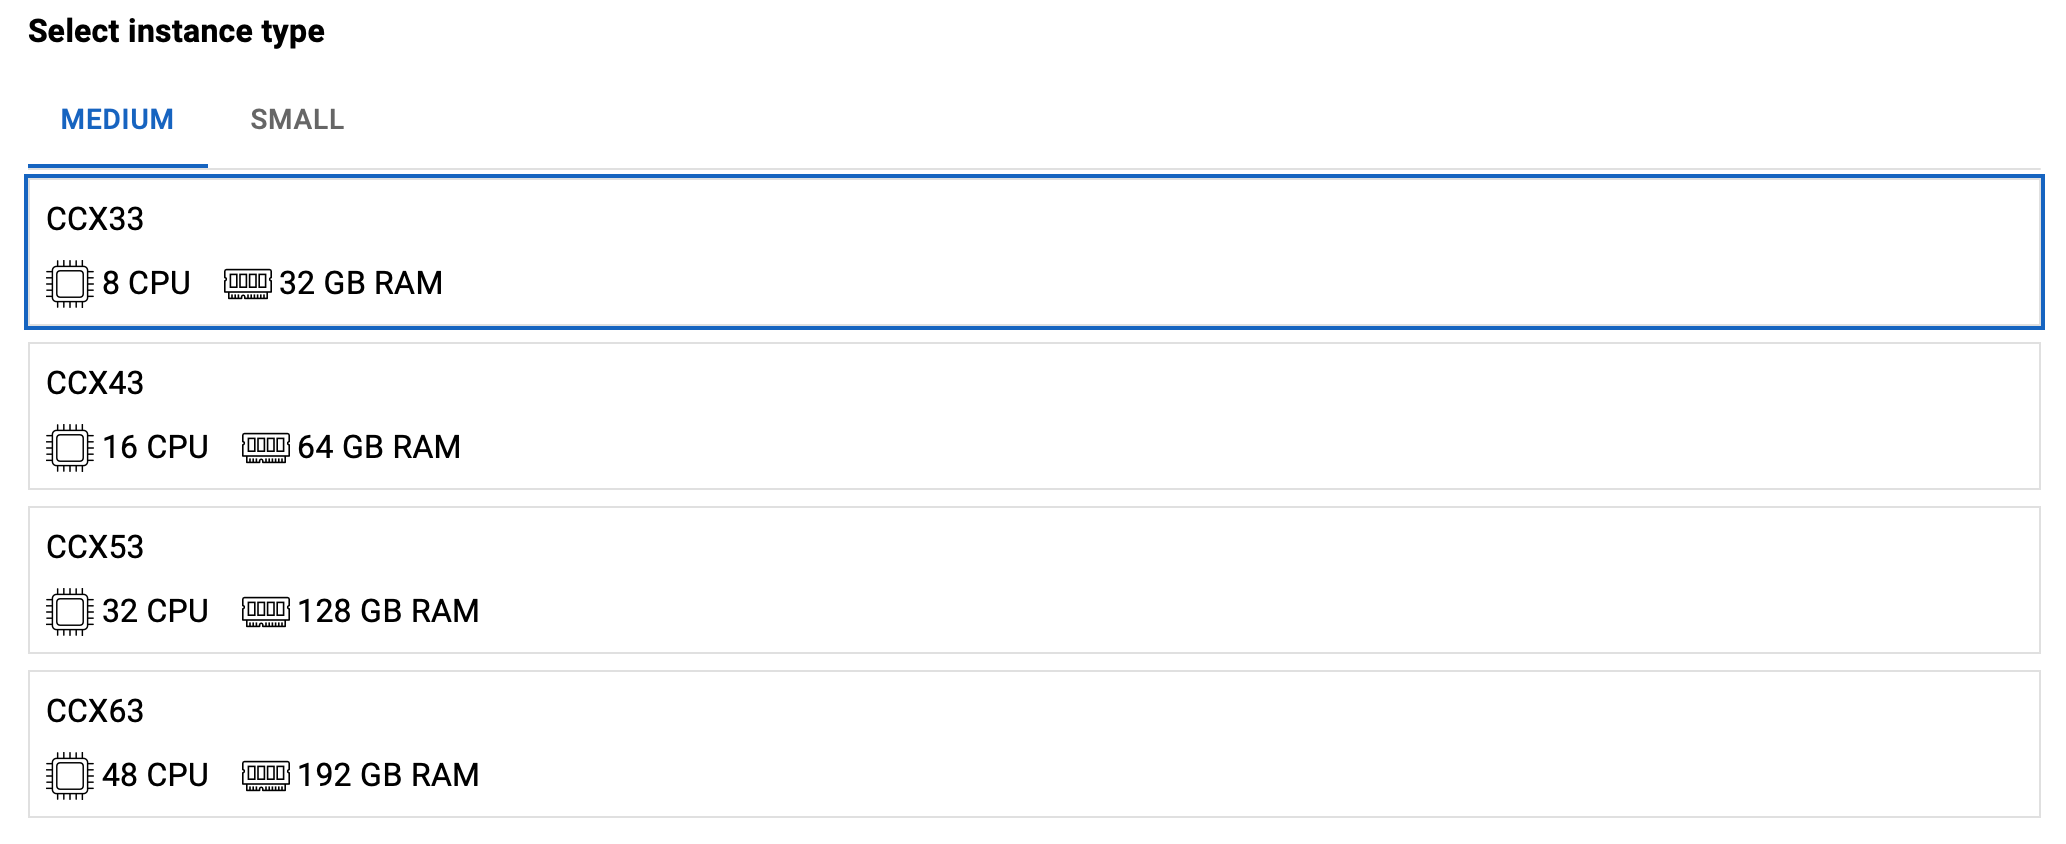 Select instance type
MEDIUM SMALL
CCX33
8 CPU 32 GB RAM
CCX43
16 CPU 64 GB RAM
CCX53
32 CPU 128 GB RAM
CCX63
48 CPU 192 GB RAM